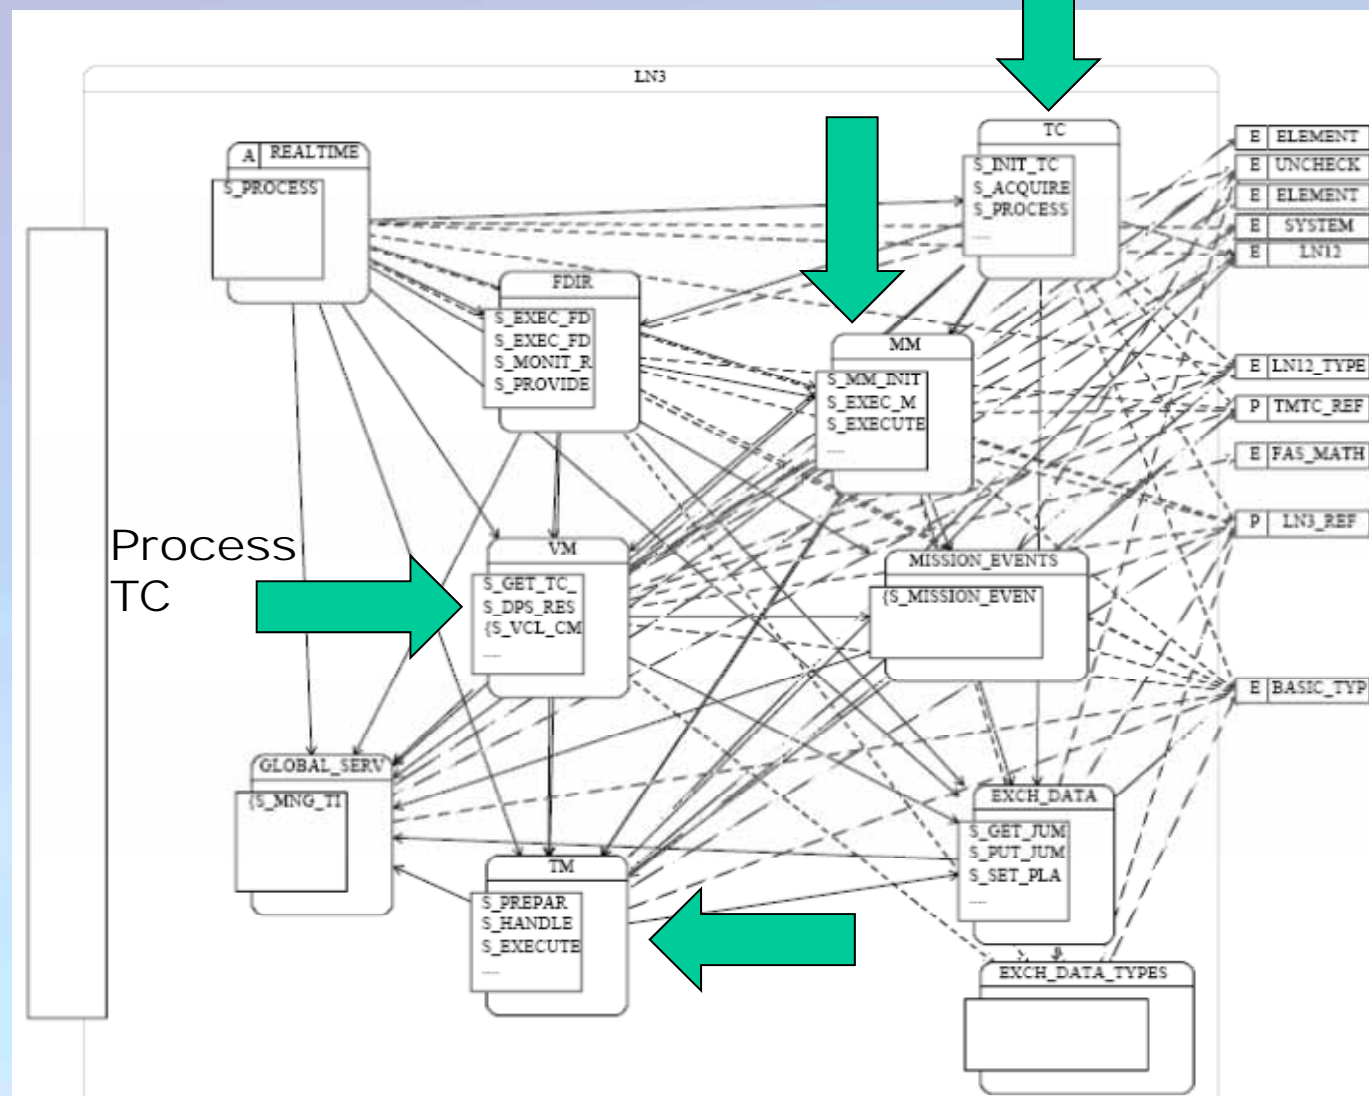 LN3
TC
S_INIT_TC
S_ACQUIRE
S_PROCESS
.....
A REALTIME
S_PROCESS
E ELEMENT
E UNCHECK
E ELEMENT
E SYSTEM
E LN12
FDIR
S_EXEC_FD
S_EXEC_FD
S_MONIT_R
S_PROVIDE
MM
S_MM_INIT
S_EXEC_M
S_EXECUTE
.....
E LN12_TYPE
P TMTC_REF
E FAS_MATH
P LN3_REF
Process
TC
VM
S_GET_TC_
S_DPS_RES
{S_VCL_CM
.....
MISSION_EVENTS
{S_MISSION_EVEN
E BASIC_TYP
GLOBAL_SERV
{S_MNG_TI
EXCH_DATA
S_GET_JUM
S_PUT_JUM
S_SET_PLA
.....
TM
S_PREPAR
S_HANDLE
S_EXECUTE
.....
EXCH_DATA_TYPES